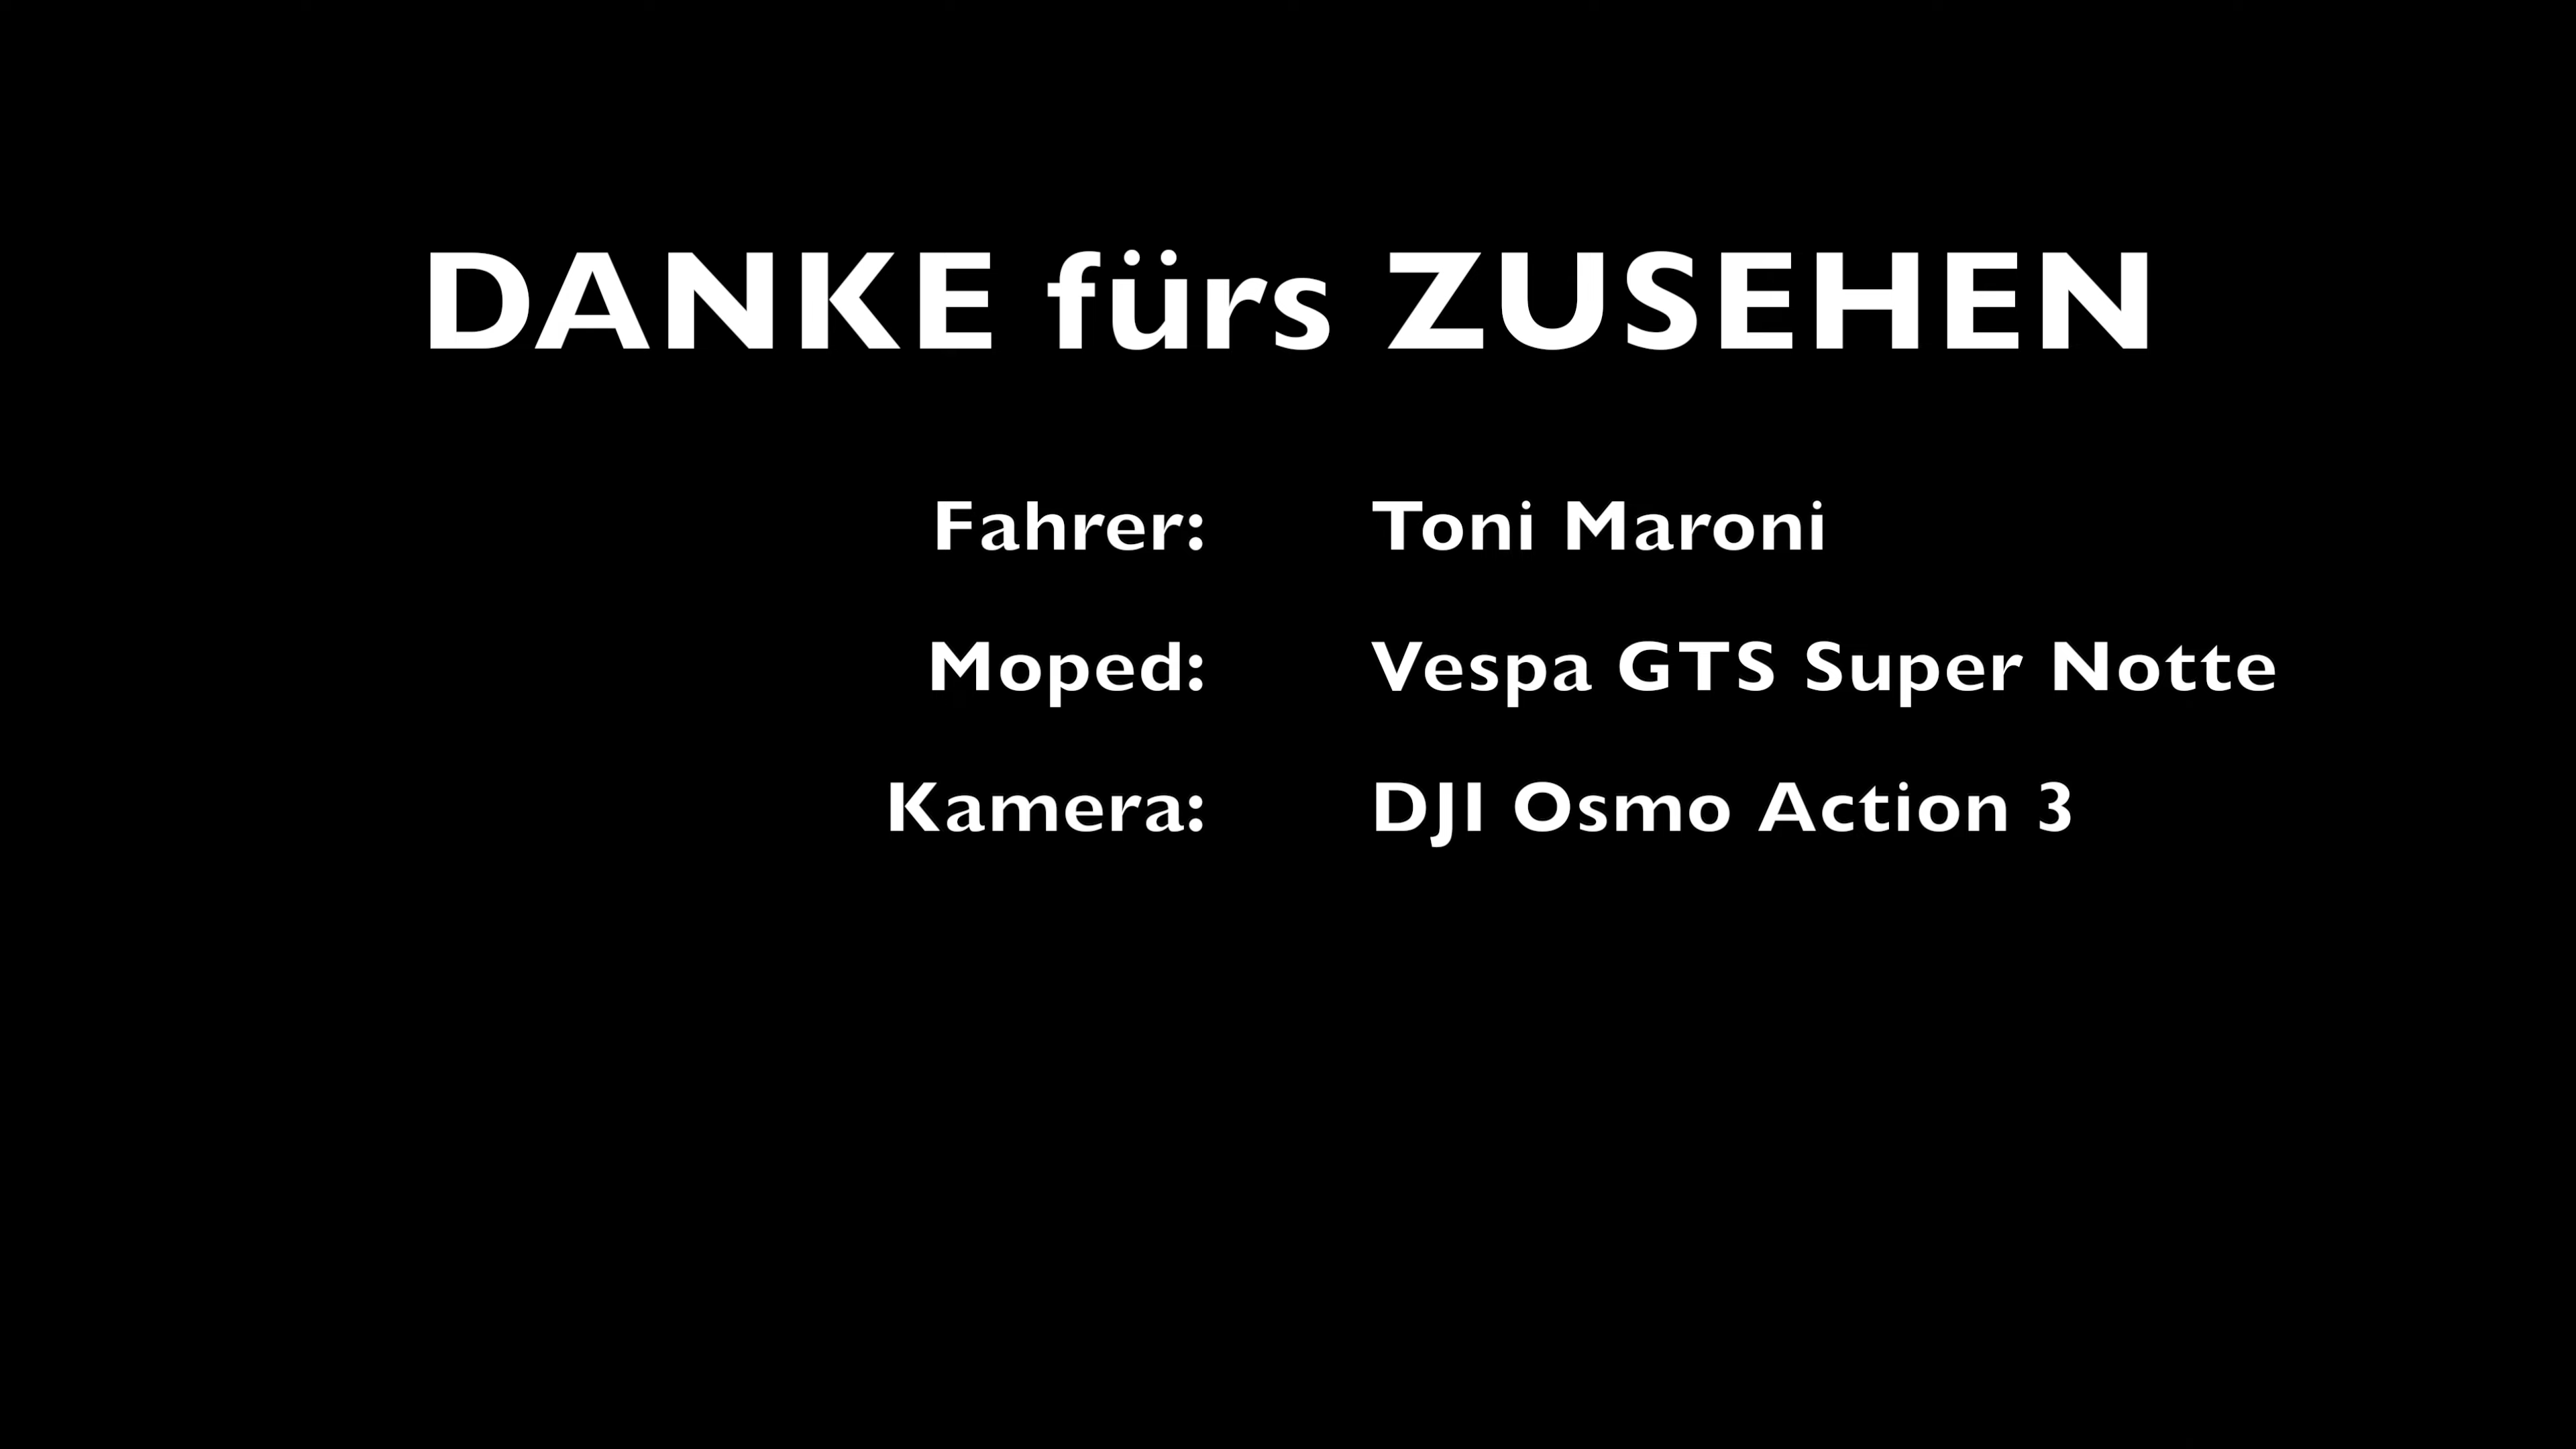 DANKE fürs ZUSEHEN
Fahrer: Toni Maroni
Moped: Vespa GTS Super Notte
Kamera: DJI Osmo Action 3